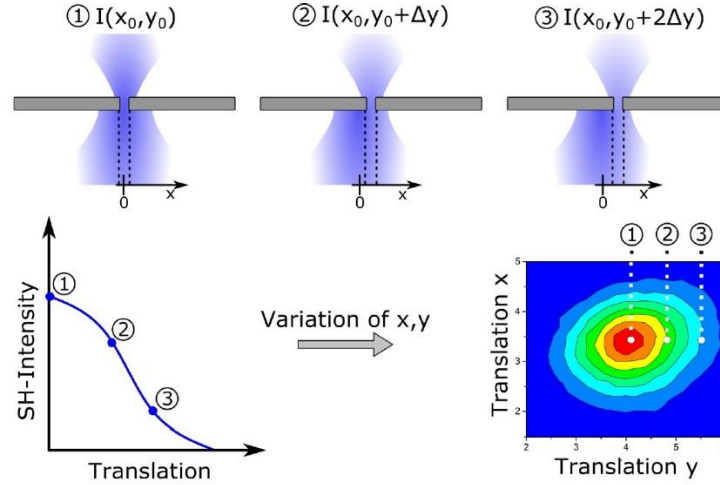 ① I(x₀,y₀)
② I(x₀,y₀+Δy)
③ I(x₀,y₀+2Δy)
0 x
0 x
0 x
SH-Intensity
①
②
③
Translation
Variation of x,y
① ② ③
Translation x
5
4
3
2
2 3 4 5
Translation y